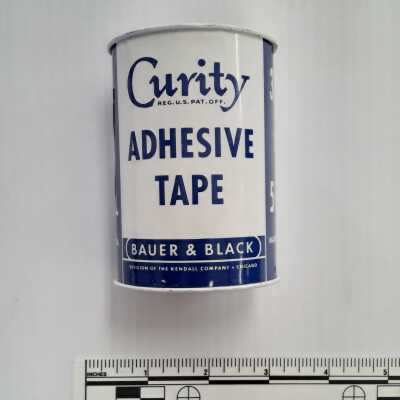 Curity
REG. U.S. PAT. OFF.
ADHESIVE
TAPE
BAUER & BLACK
DIVISION OF THE KENDALL COMPANY • CHICAGO
5
INCHES 1 2 3 4 5